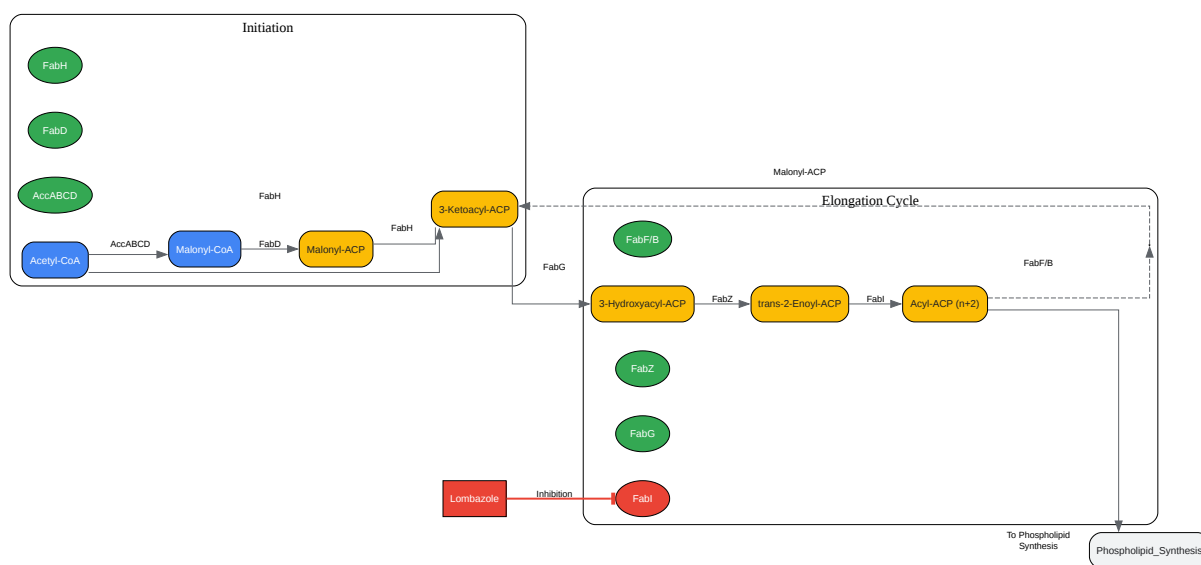 Initiation
FabH
FabD
AccABCD
FabH
3-Ketoacyl-ACP
Acetyl-CoA
AccABCD
Malonyl-CoA
FabD
Malonyl-ACP
FabH
Malonyl-ACP
Elongation Cycle
FabF/B
FabG
FabF/B
3-Hydroxyacyl-ACP
FabZ
trans-2-Enoyl-ACP
FabI
Acyl-ACP (n+2)
FabZ
FabG
Lombazole
Inhibition
FabI
To Phospholipid
Synthesis
Phospholipid_Synthesis